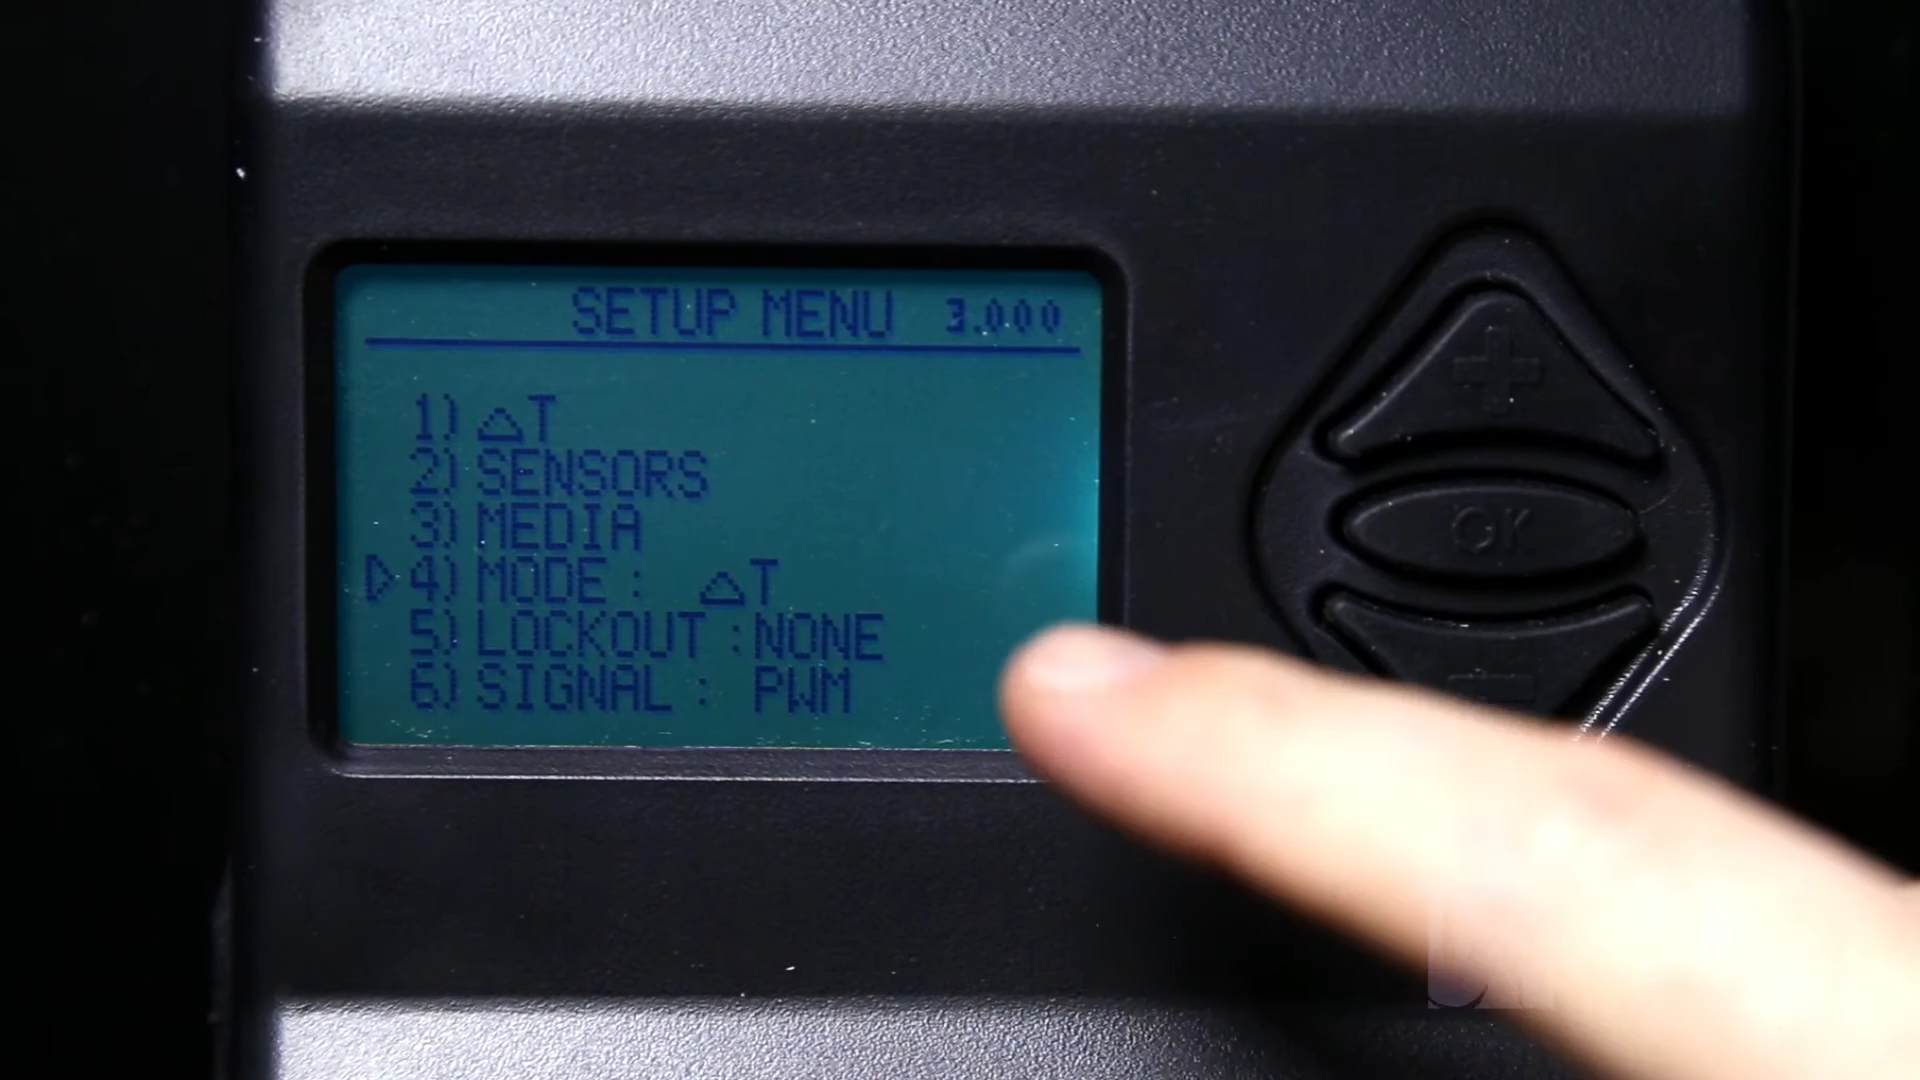 SETUP MENU 3.000
1) △T
2) SENSORS
3) MEDIA
▷4) MODE : △T
5) LOCKOUT :NONE
6) SIGNAL : PWM
+
OK
-